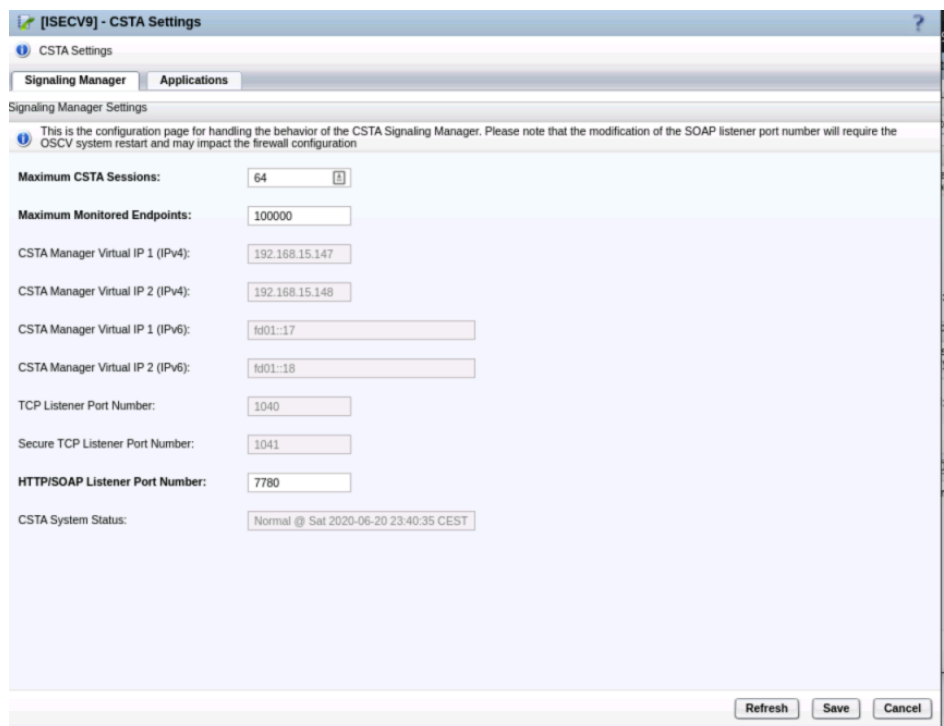 [ISECV9] - CSTA Settings
?
CSTA Settings
Signaling Manager
Applications
Signaling Manager Settings
This is the configuration page for handling the behavior of the CSTA Signaling Manager. Please note that the modification of the SOAP listener port number will require the
OSCV system restart and may impact the firewall configuration
Maximum CSTA Sessions: 64
Maximum Monitored Endpoints: 100000
CSTA Manager Virtual IP 1 (IPv4): 192.168.15.147
CSTA Manager Virtual IP 2 (IPv4): 192.168.15.148
CSTA Manager Virtual IP 1 (IPv6): fd01::17
CSTA Manager Virtual IP 2 (IPv6): fd01::18
TCP Listener Port Number: 1040
Secure TCP Listener Port Number: 1041
HTTP/SOAP Listener Port Number: 7780
CSTA System Status: Normal @ Sat 2020-06-20 23:40:35 CEST
Refresh Save Cancel